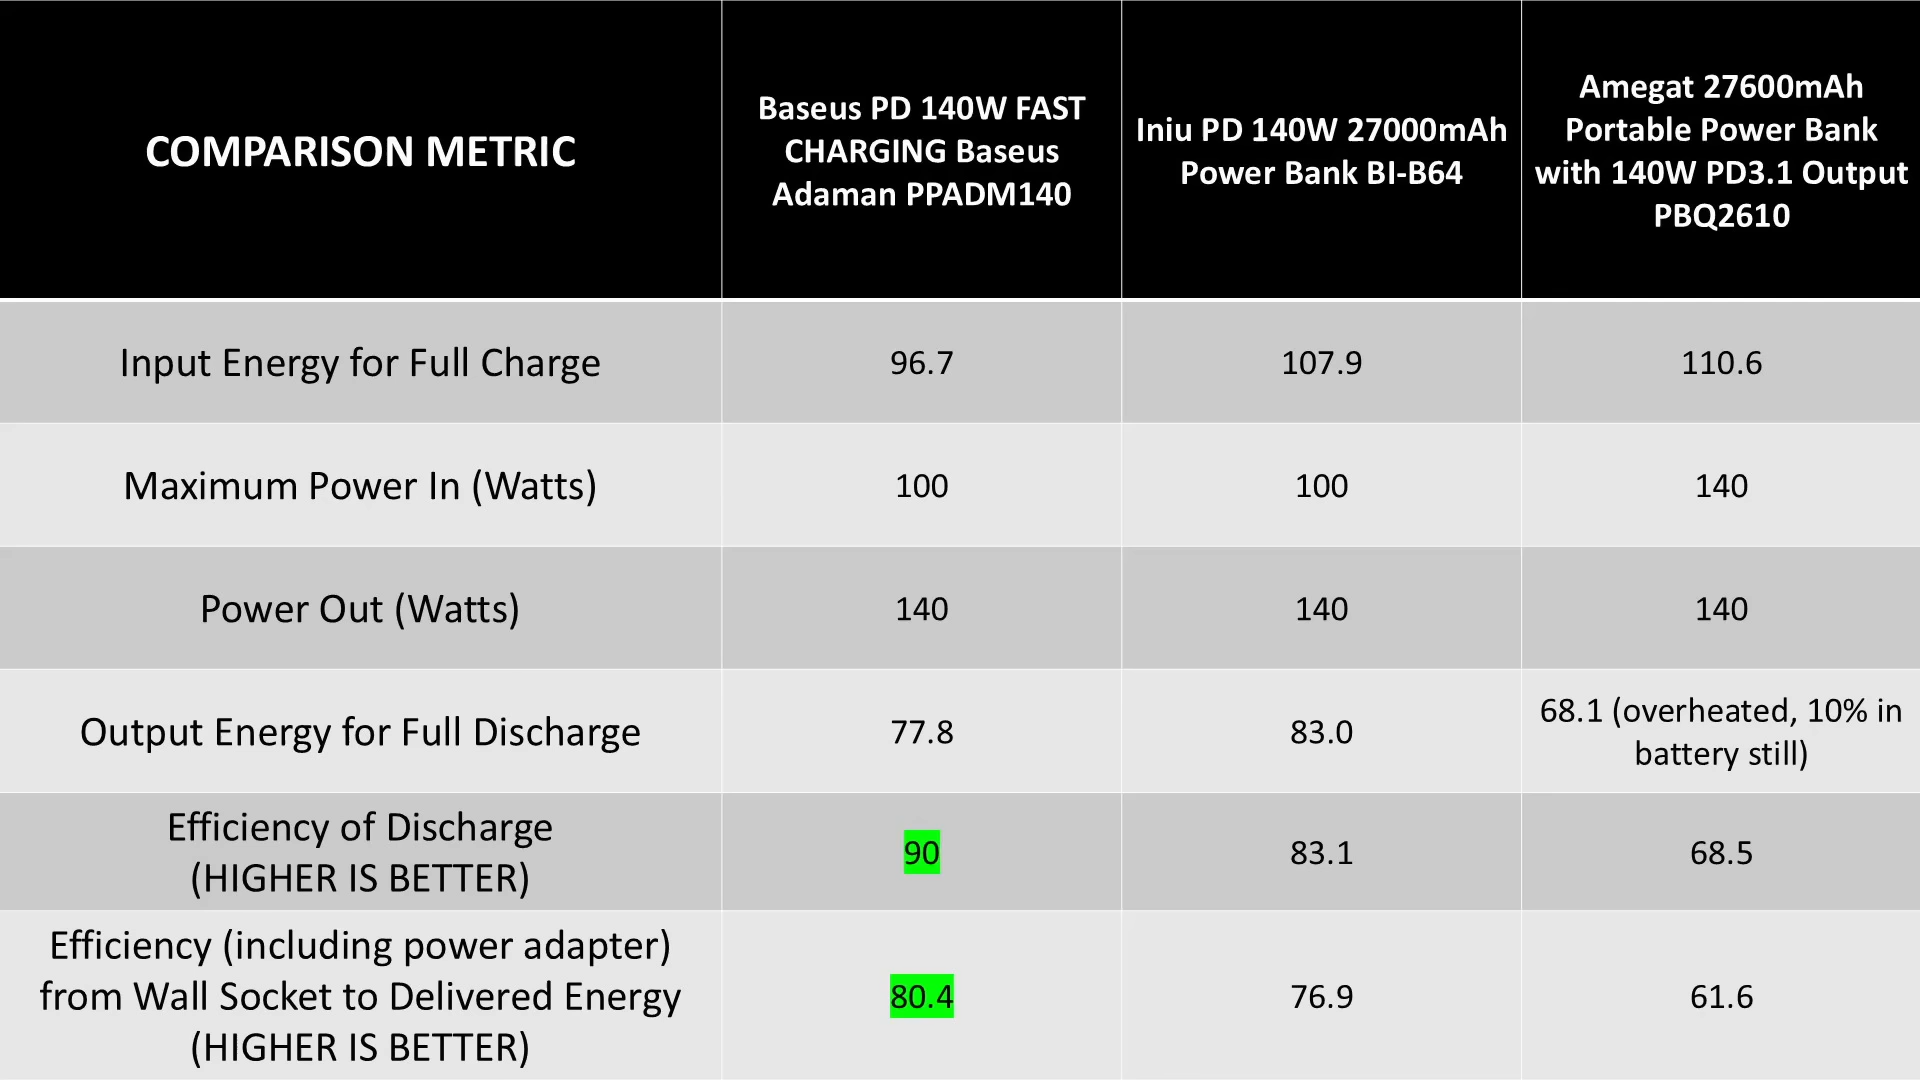 COMPARISON METRIC
Baseus PD 140W FAST
CHARGING Baseus
Adaman PPADM140
Iniu PD 140W 27000mAh
Power Bank BI-B64
Amegat 27600mAh
Portable Power Bank
with 140W PD3.1 Output
PBQ2610
Input Energy for Full Charge
96.7
107.9
110.6
Maximum Power In (Watts)
100
100
140
Power Out (Watts)
140
140
140
Output Energy for Full Discharge
77.8
83.0
68.1 (overheated, 10% in
battery still)
Efficiency of Discharge
(HIGHER IS BETTER)
90
83.1
68.5
Efficiency (including power adapter)
from Wall Socket to Delivered Energy
(HIGHER IS BETTER)
80.4
76.9
61.6